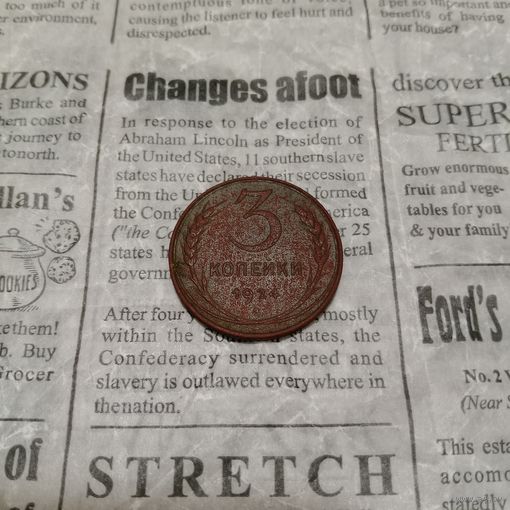 too much of it
environment,
contemptuous tone of voice,
causing the listener to feel hurt and
disrespected.
a pet so important and
benefits of having
your house?
IZONS
Burke and
hern coast of
journey to
tonorth.
Changes afoot
In response to the election of
Abraham Lincoln as President of
the United States, 11 southern slave
states have declared their secession
from the Un formed
the Conf erica
("the Co r 25
states h eral
governm
After four y mostly
within the Sou states, the
Confederacy surrendered and
slavery is outlawed everywhere in
thenation.
STRETCH
3
КОПЕЙКИ
1924
llan's
OOKIES
ethem!
b. Buy
Grocer
of
discover th
SUPER
FERTI
Grow enormous
fruit and vege-
tables for you
& your family
Ford's
No. 2
(Near S
This esta
accomo
statedly